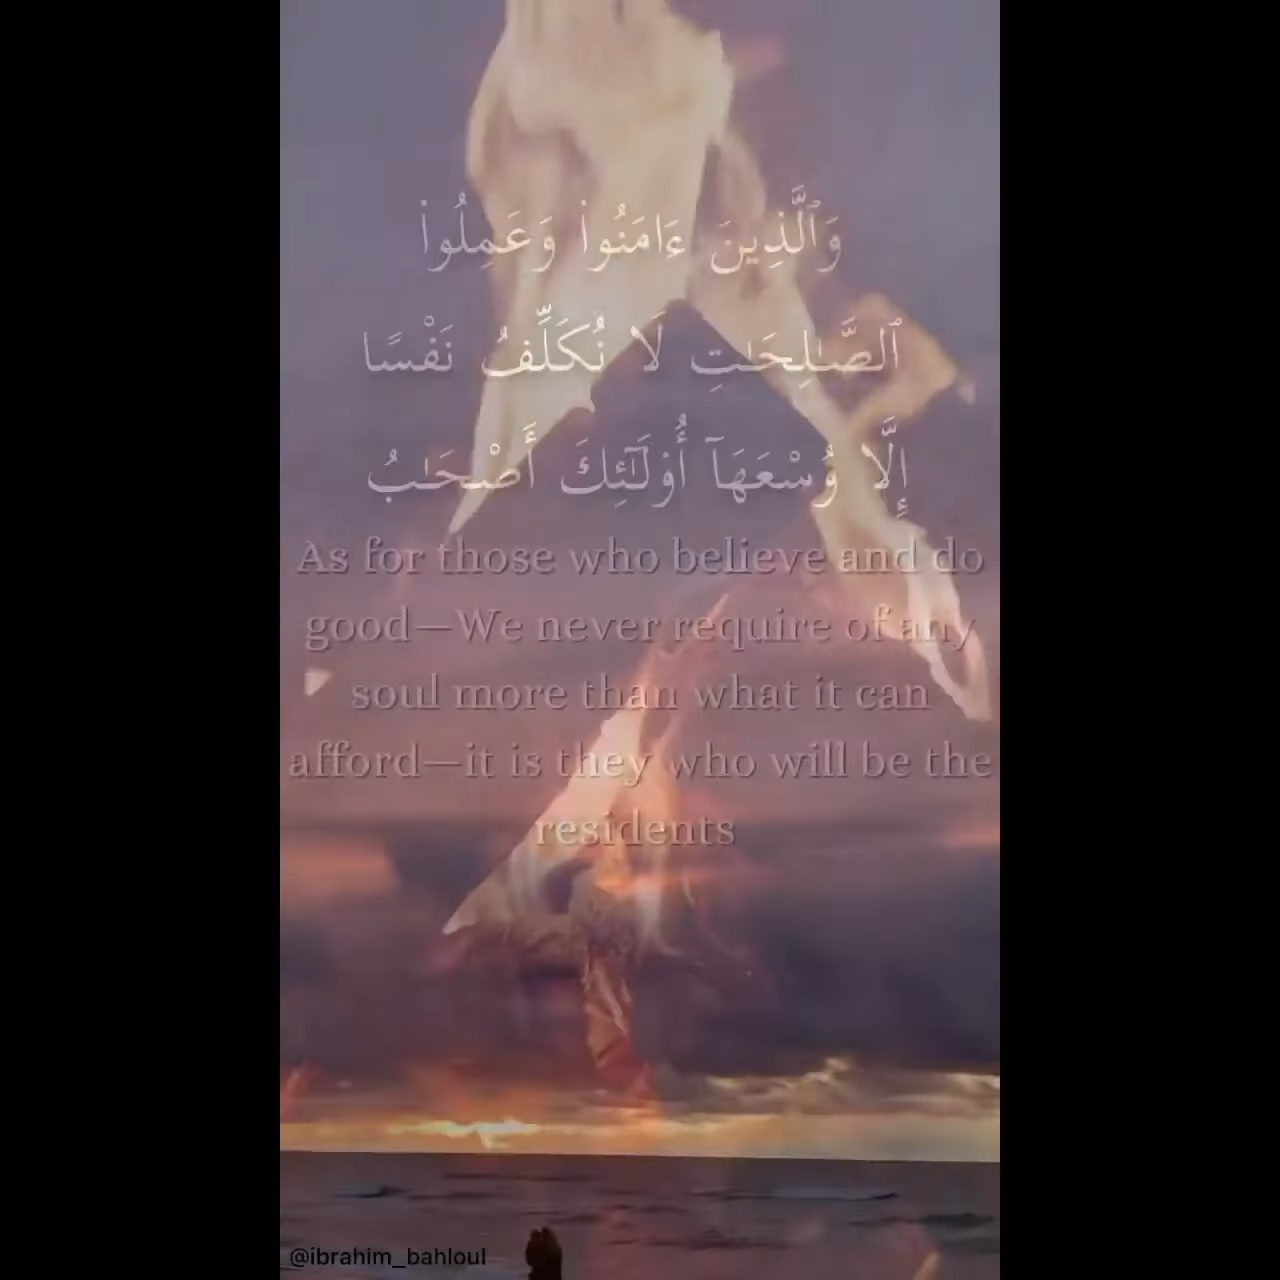 وَٱلَّذِينَ ءَامَنُوا۟ وَعَمِلُوا۟
ٱلصَّـٰلِحَـٰتِ لَا نُكَلِّفُ نَفْسًا
إِلَّا وُسْعَهَآ أُو۟لَـٰٓئِكَ أَصْحَـٰبُ
As for those who believe and do
good—We never require of any
soul more than what it can
afford—it is they who will be the
residents
@ibrahim_bahloul